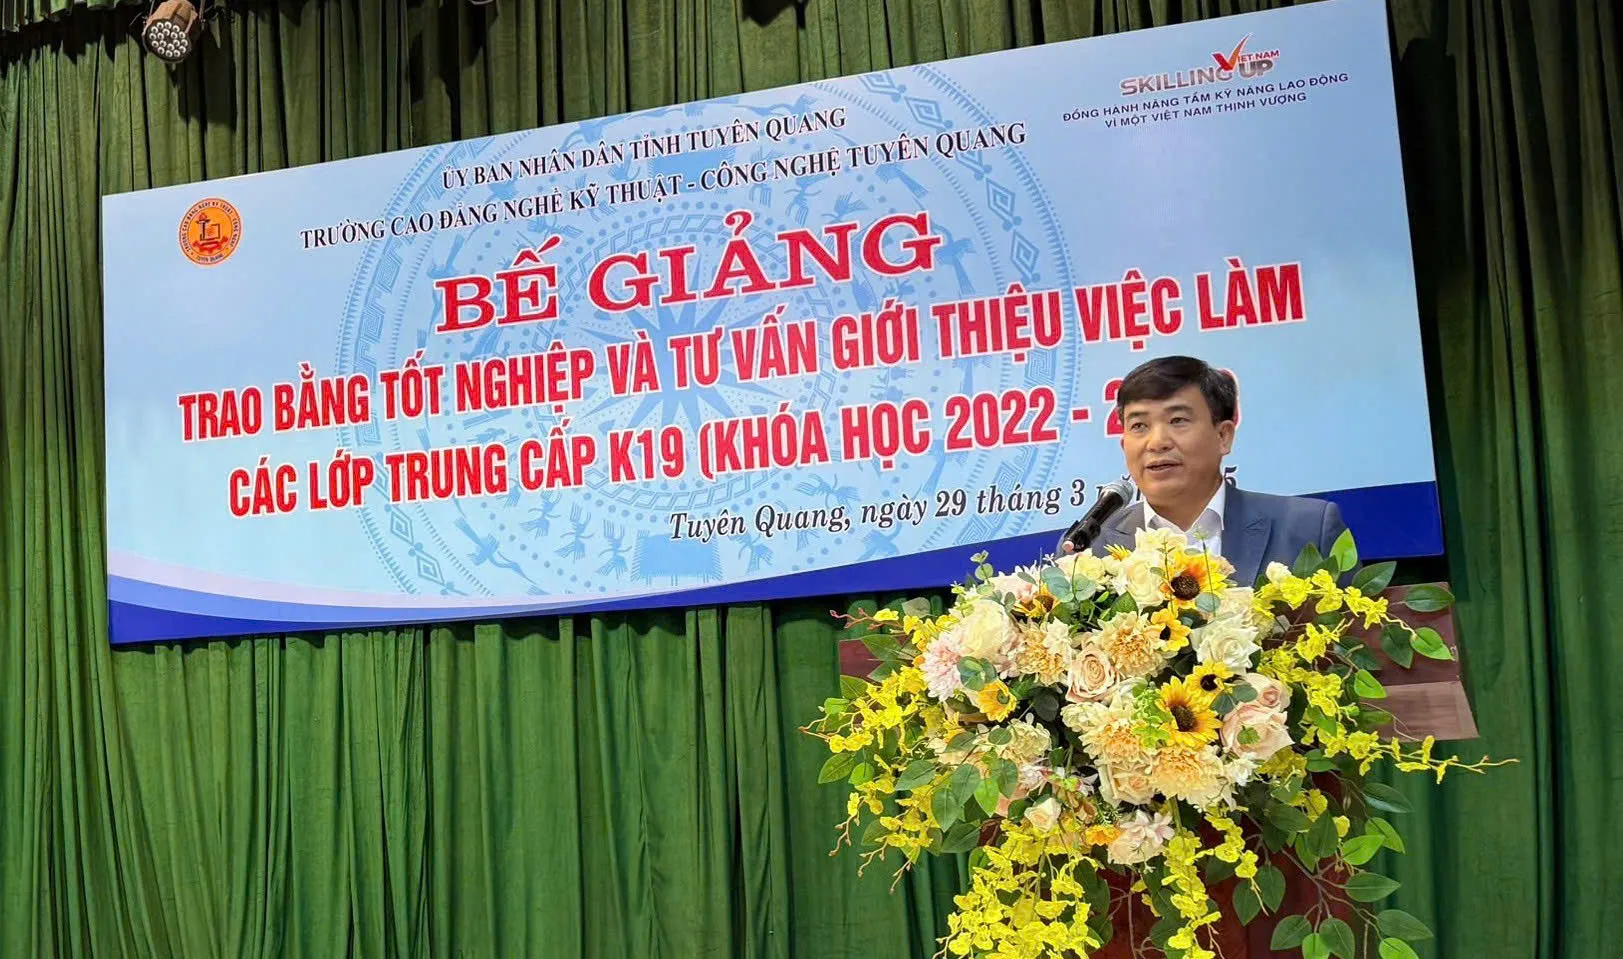 ỦY BAN NHÂN DÂN TỈNH TUYÊN QUANG
TRƯỜNG CAO ĐẲNG NGHỀ KỸ THUẬT - CÔNG NGHỆ TUYÊN QUANG
VIỆT NAM
SKILLING UP
ĐỒNG HÀNH NÂNG TẦM KỸ NĂNG LAO ĐỘNG
VÌ MỘT VIỆT NAM THỊNH VƯỢNG
BẾ GIẢNG
TRAO BẰNG TỐT NGHIỆP VÀ TƯ VẤN GIỚI THIỆU VIỆC LÀM
CÁC LỚP TRUNG CẤP K19 (KHÓA HỌC 2022 -
Tuyên Quang, ngày 29 tháng 3